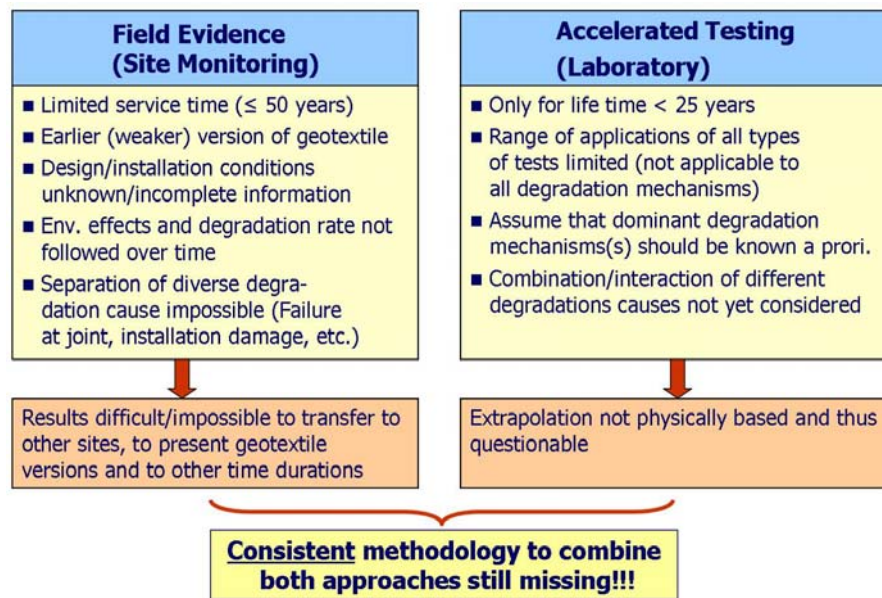 Field Evidence
(Site Monitoring)
■ Limited service time (≤ 50 years)
■ Earlier (weaker) version of geotextile
■ Design/installation conditions
unknown/incomplete information
■ Env. effects and degradation rate not
followed over time
■ Separation of diverse degra-
dation cause impossible (Failure
at joint, installation damage, etc.)
Results difficult/impossible to transfer to
other sites, to present geotextile
versions and to other time durations
Accelerated Testing
(Laboratory)
■ Only for life time < 25 years
■ Range of applications of all types
of tests limited (not applicable to
all degradation mechanisms)
■ Assume that dominant degradation
mechanisms(s) should be known a priori.
■ Combination/interaction of different
degradations causes not yet considered
Extrapolation not physically based and thus
questionable
Consistent methodology to combine
both approaches still missing!!!